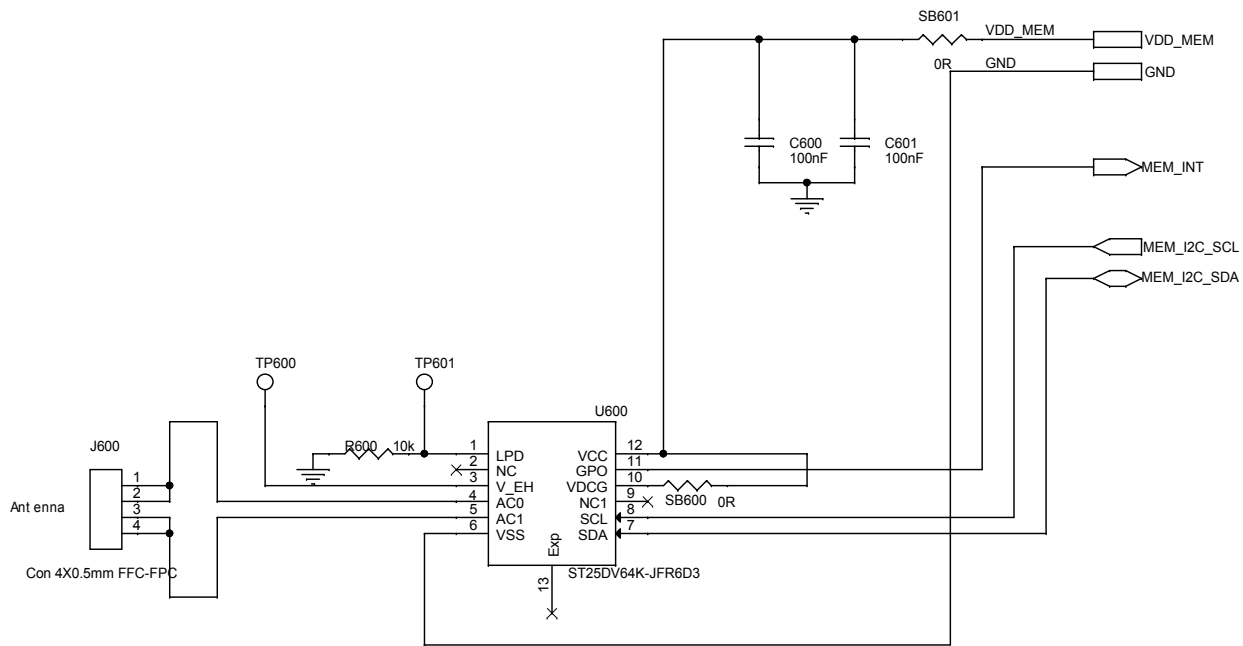 SB601
VDD_MEM
VDD_MEM
0R
GND
GND
C600
100nF
C601
100nF
MEM_INT
MEM_I2C_SCL
MEM_I2C_SDA
TP600
TP601
U600
J600
R600
10k
1
LPD
VCC
12
2
NC
GPO
11
3
V_EH
VDCG
10
SB600
0R
4
AC0
NC1
9
5
AC1
SCL
8
6
VSS
SDA
7
1
2
3
4
Ant enna
Exp
13
Con 4X0.5mm FFC-FPC
ST25DV64K-JFR6D3